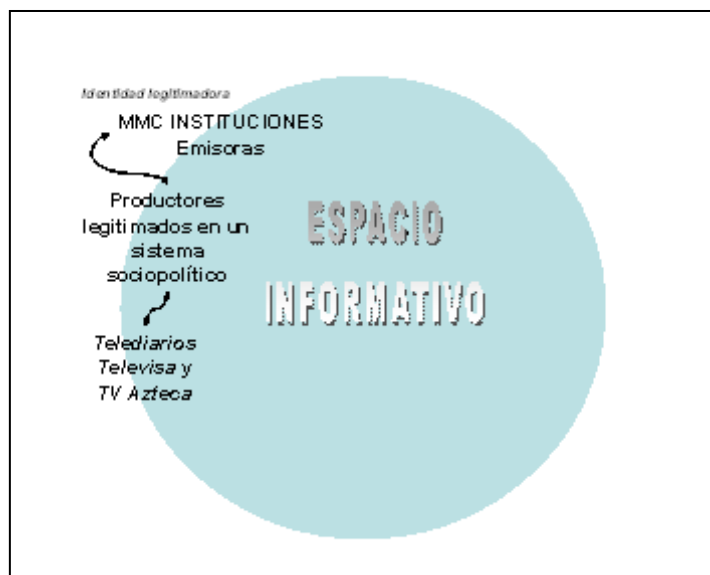 Identidad legitimadora
MMC INSTITUCIONES
Emisoras
Productores
legitimados en un
sistema
sociopolítico
ESPACIO
INFORMATIVO
Telediarios
Televisa y
TV Azteca